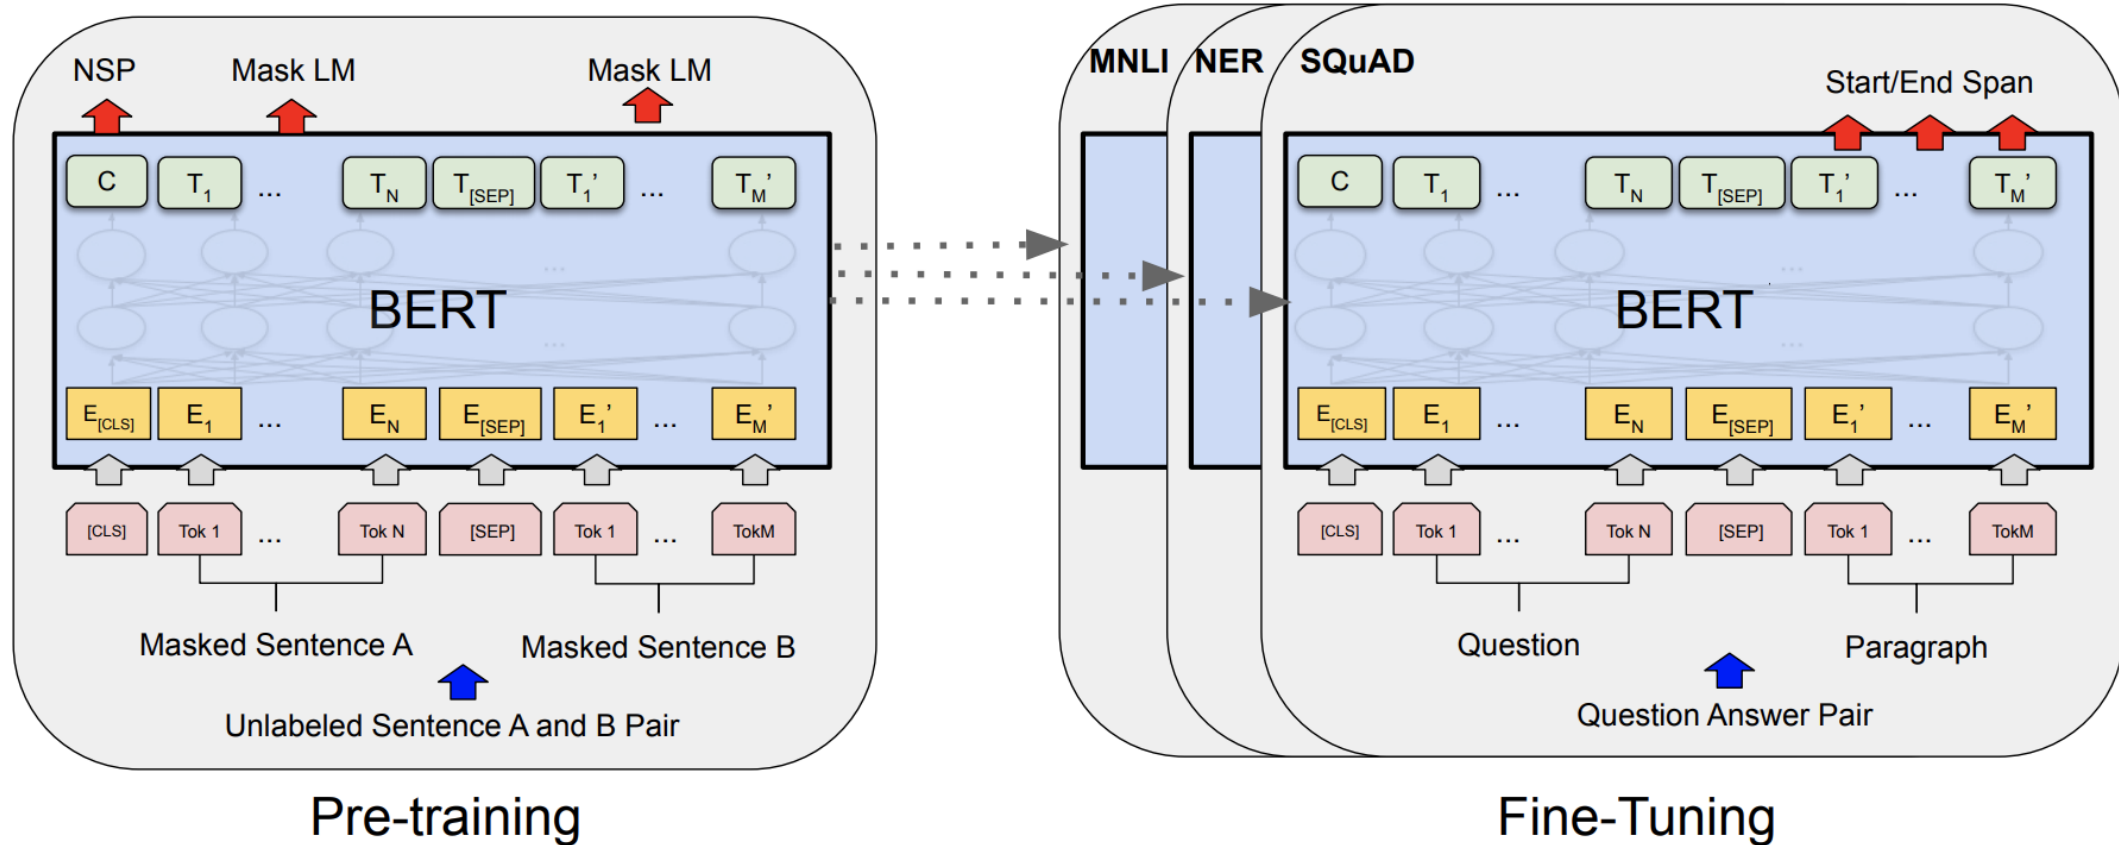 NSP Mask LM Mask LM
C T1 ... TN T[SEP] T1' ... TM'
...
BERT
...
E[CLS] E1 ... EN E[SEP] E1' ... EM'
[CLS] Tok 1 ... Tok N [SEP] Tok 1 ... TokM
Masked Sentence A Masked Sentence B
Unlabeled Sentence A and B Pair
Pre-training
MNLI NER SQuAD
Start/End Span
C T1 ... TN T[SEP] T1' ... TM'
...
BERT
...
E[CLS] E1 ... EN E[SEP] E1' ... EM'
[CLS] Tok 1 ... Tok N [SEP] Tok 1 ... TokM
Question Paragraph
Question Answer Pair
Fine-Tuning